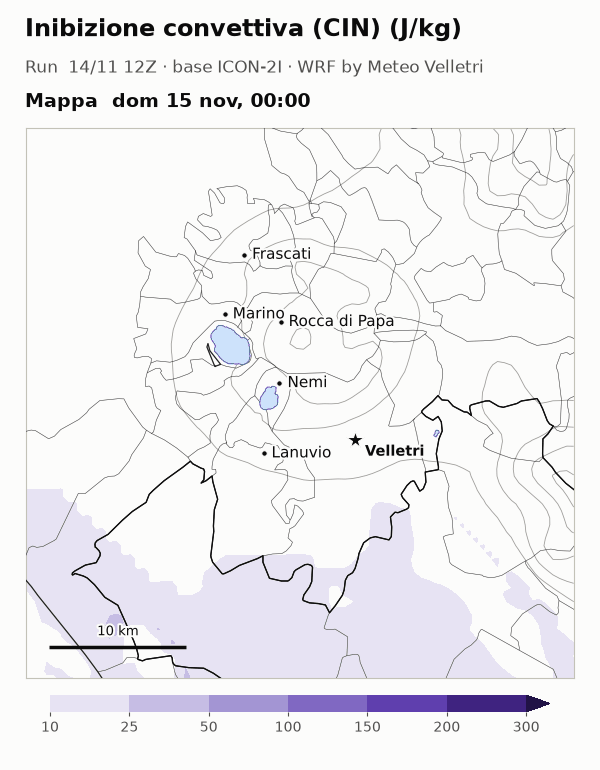 Inibizione convettiva (CIN) (J/kg)
Run  14/11 12Z · base ICON-2I · WRF by Meteo Velletri
Mappa  dom 15 nov, 00:00
Frascati
Marino
Rocca di Papa
Nemi
Velletri
Lanuvio
10 km
10 25 50 100 150 200 300